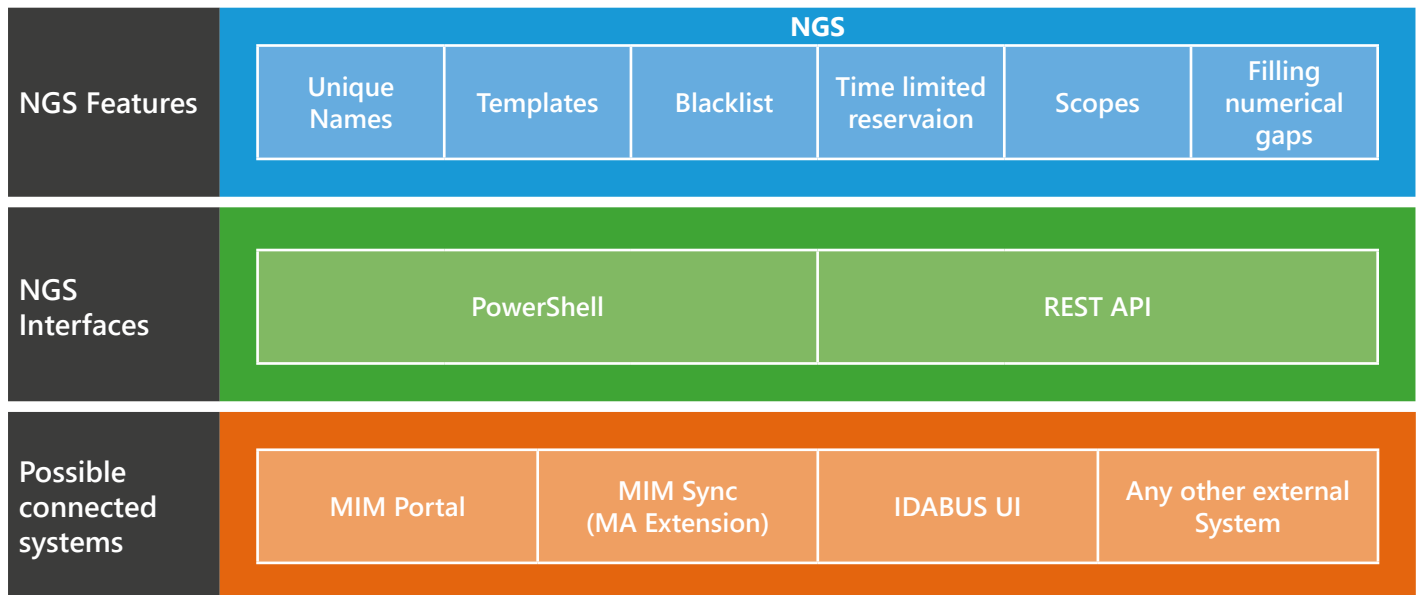 NGS
NGS Features
Unique
Names
Templates
Blacklist
Time limited
reservaion
Scopes
Filling
numerical
gaps
NGS
Interfaces
PowerShell
REST API
Possible
connected
systems
MIM Portal
MIM Sync
(MA Extension)
IDABUS UI
Any other external
System